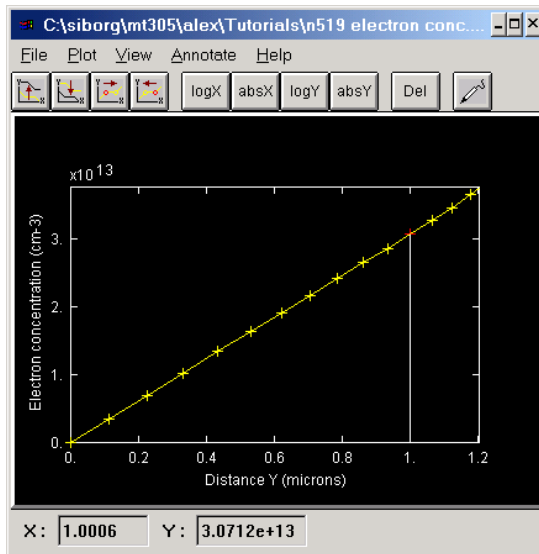 C:\siborg\mt305\alex\Tutorials\n519 electron conc....
File Plot View Annotate Help
logX absX logY absY Del
x10 13
Electron concentration (cm-3)
3.
2.
1.
0.
0. 0.2 0.4 0.6 0.8 1. 1.2
Distance Y (microns)
X: 1.0006 Y: 3.0712e+13